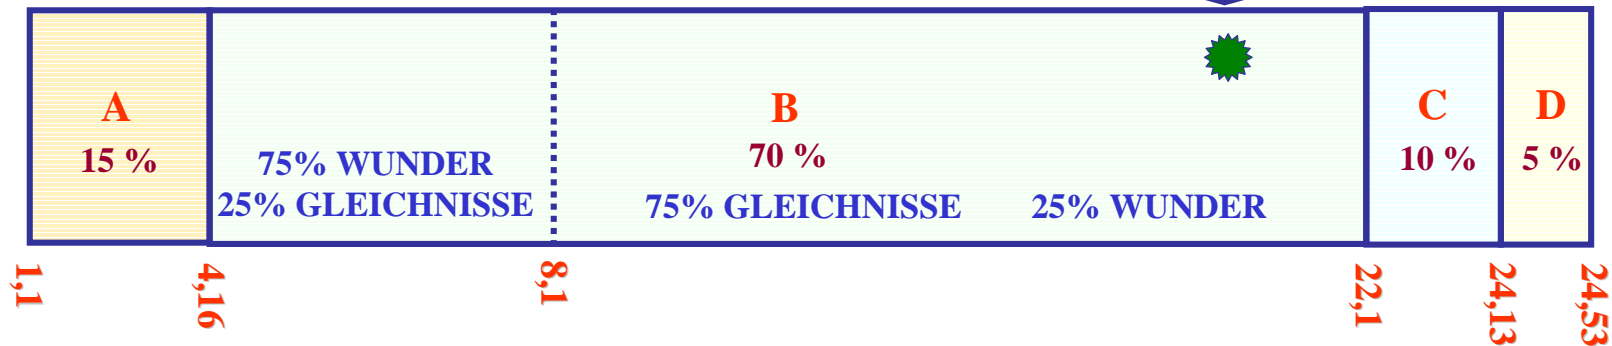 A
15 %
75% WUNDER
25% GLEICHNISSE
B
70 %
75% GLEICHNISSE
25% WUNDER
C
10 %
D
5 %
1,1
4,16
8,1
22,1
24,13
24,53